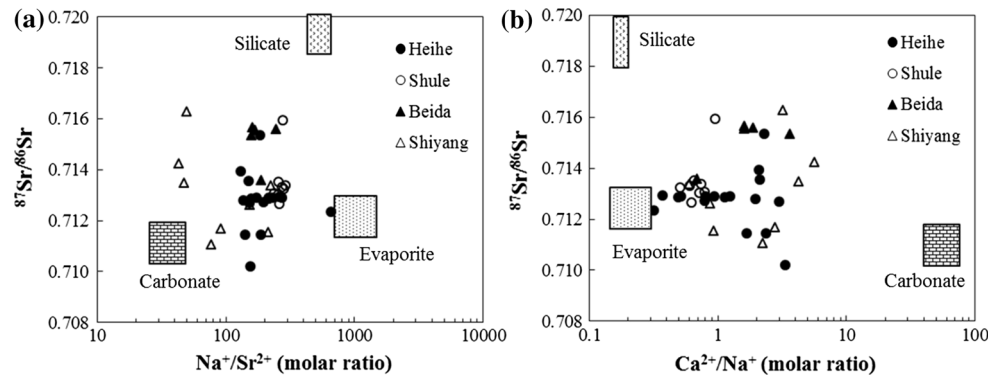 (a)
0.720
0.718
0.716
0.714
0.712
0.710
0.708
⁸⁷Sr/⁸⁶Sr
Silicate
Heihe
Shule
Beida
Shiyang
Carbonate
Evaporite
10 100 1000 10000
Na⁺/Sr²⁺ (molar ratio)
(b)
0.720
0.718
0.716
0.714
0.712
0.710
0.708
⁸⁷Sr/⁸⁶Sr
Silicate
Heihe
Shule
Beida
Shiyang
Evaporite
Carbonate
0.1 1 10 100
Ca²⁺/Na⁺ (molar ratio)